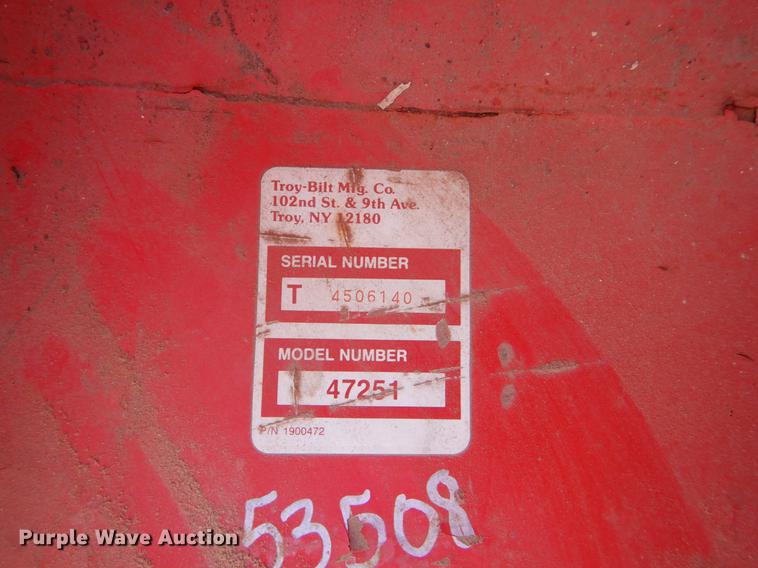 Troy-Bilt Mfg. Co.
102nd St. & 9th Ave.
Troy, NY 12180
SERIAL NUMBER
T 4506140
MODEL NUMBER
47251
P/N 1900472
53508
Purple Wave Auction